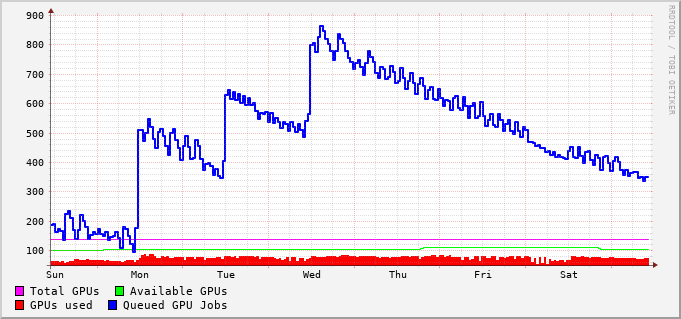 900
800
700
600
500
400
300
200
100
Sun Mon Tue Wed Thu Fri Sat
Total GPUs Available GPUs
GPUs used Queued GPU Jobs
RRDTOOL / TOBI OETIKER